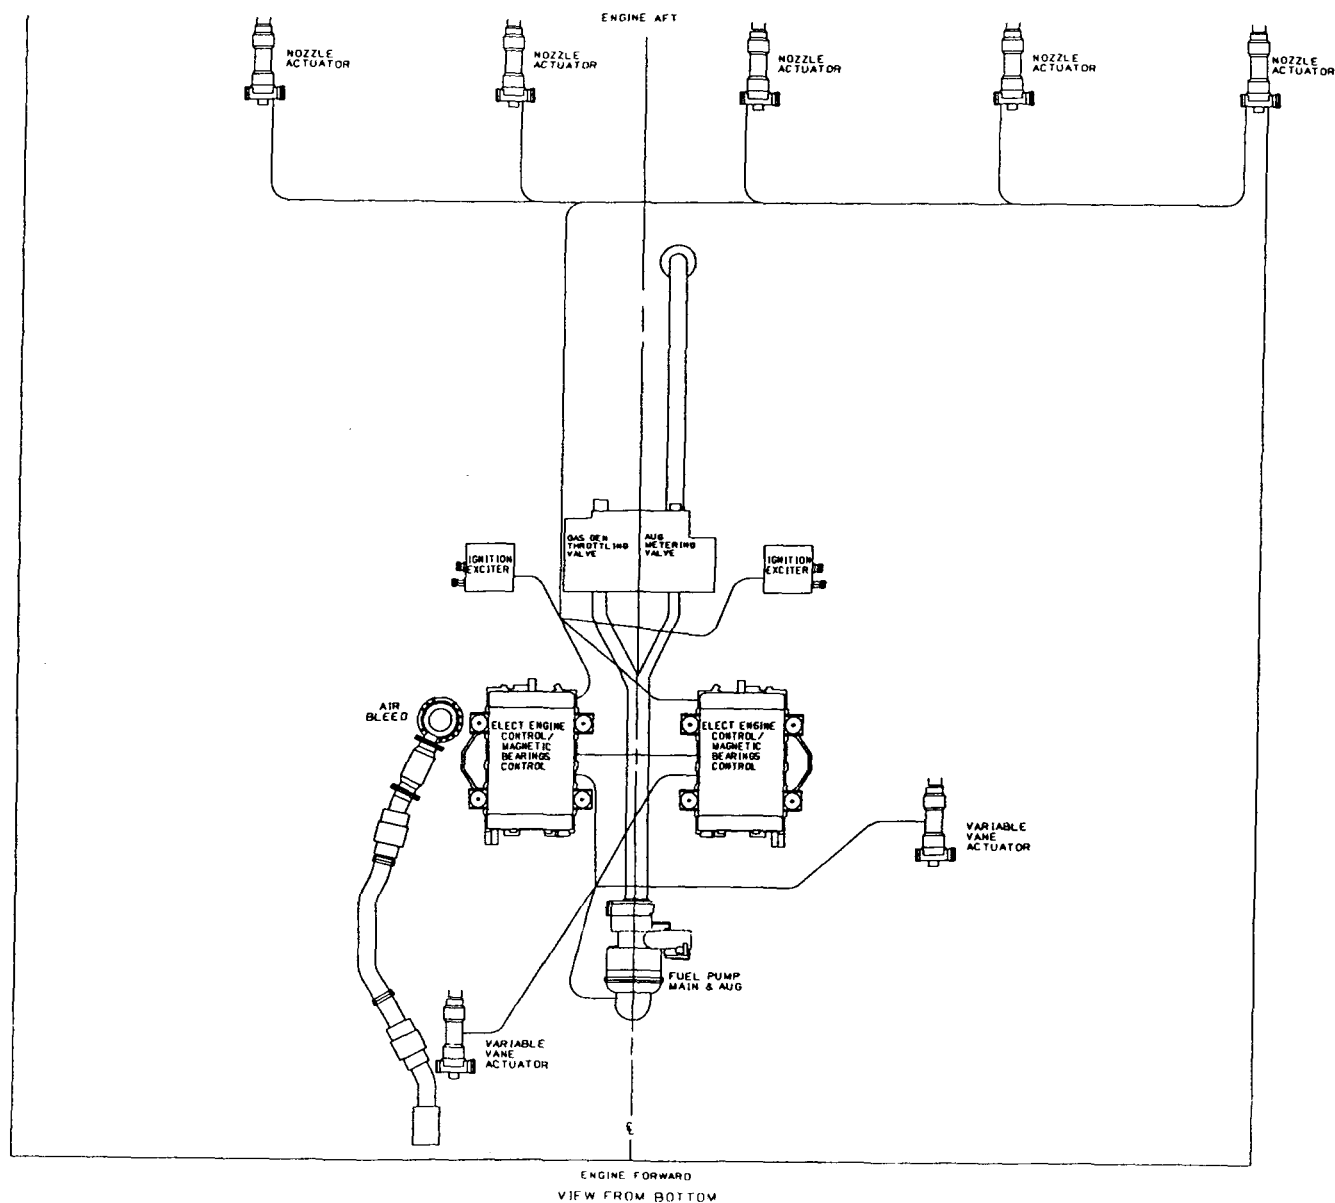 ENGINE AFT
NOZZLE
ACTUATOR
NOZZLE
ACTUATOR
NOZZLE
ACTUATOR
NOZZLE
ACTUATOR
NOZZLE
ACTUATOR
GAS GEN
THROTTLING
VALVE
AUG
METERING
VALVE
IGNITION
EXCITER
IGNITION
EXCITER
AIR
BLEED
ELECT ENGINE
CONTROL/
MAGNETIC
BEARINGS
CONTROL
ELECT ENGINE
CONTROL/
MAGNETIC
BEARINGS
CONTROL
VARIABLE
VANE
ACTUATOR
FUEL PUMP
MAIN & AUG
VARIABLE
VANE
ACTUATOR
℄
ENGINE FORWARD
VIEW FROM BOTTOM